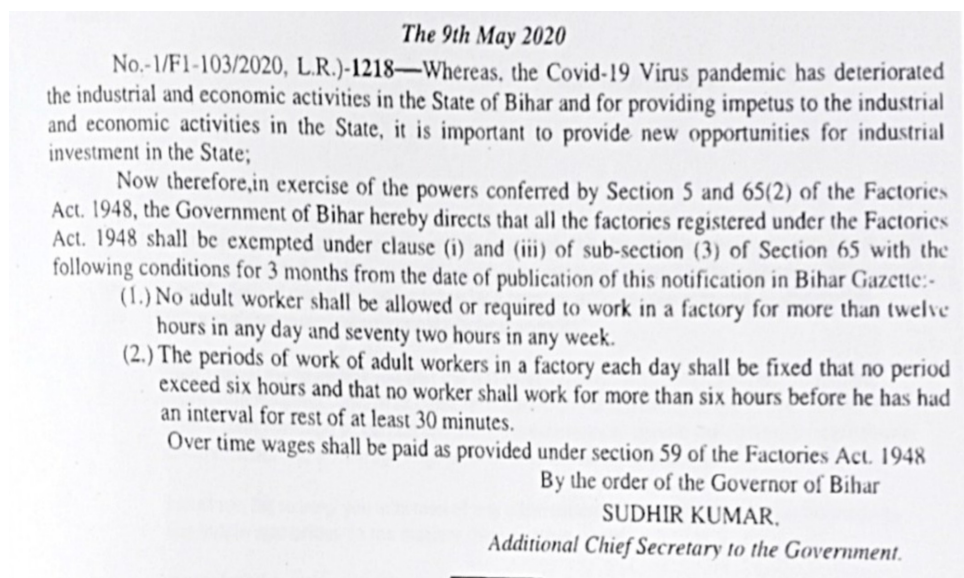 The 9th May 2020
No.-1/F1-103/2020, L.R.)-1218—Whereas, the Covid-19 Virus pandemic has deteriorated
the industrial and economic activities in the State of Bihar and for providing impetus to the industrial
and economic activities in the State, it is important to provide new opportunities for industrial
investment in the State;
Now therefore,in exercise of the powers conferred by Section 5 and 65(2) of the Factories
Act. 1948, the Government of Bihar hereby directs that all the factories registered under the Factories
Act. 1948 shall be exempted under clause (i) and (iii) of sub-section (3) of Section 65 with the
following conditions for 3 months from the date of publication of this notification in Bihar Gazette:-
(1.) No adult worker shall be allowed or required to work in a factory for more than twelve
hours in any day and seventy two hours in any week.
(2.) The periods of work of adult workers in a factory each day shall be fixed that no period
exceed six hours and that no worker shall work for more than six hours before he has had
an interval for rest of at least 30 minutes.
Over time wages shall be paid as provided under section 59 of the Factories Act. 1948
By the order of the Governor of Bihar
SUDHIR KUMAR,
Additional Chief Secretary to the Government.